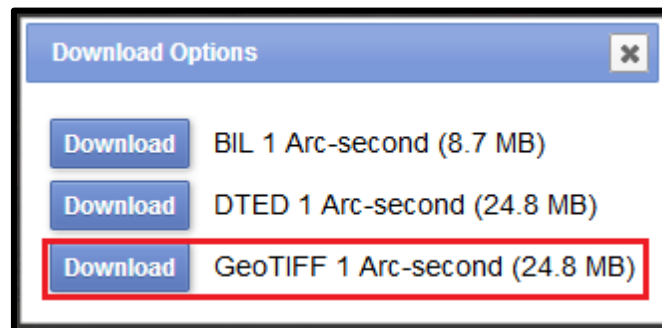 Download Options
Download BIL 1 Arc-second (8.7 MB)
Download DTED 1 Arc-second (24.8 MB)
Download GeoTIFF 1 Arc-second (24.8 MB)